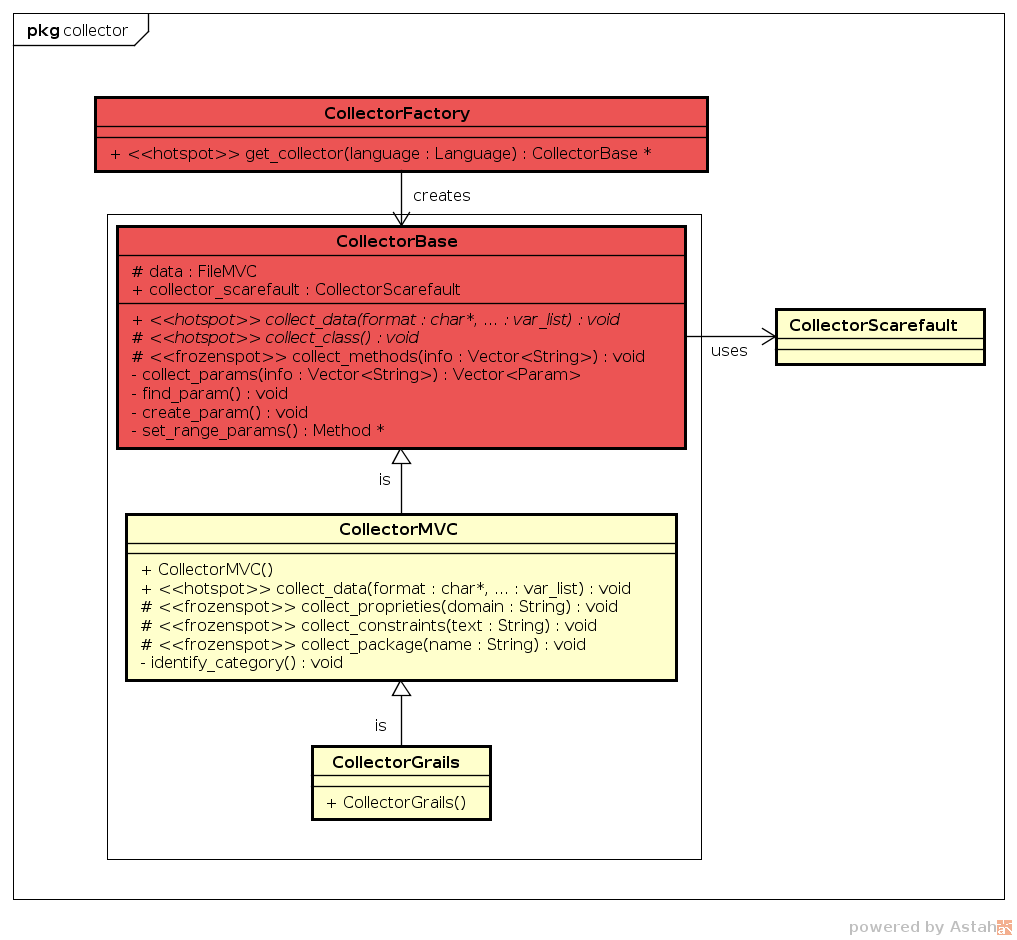 pkg collector
CollectorFactory
+ <<hotspot>> get_collector(language : Language) : CollectorBase *
creates
CollectorBase
# data : FileMVC
+ collector_scarefault : CollectorScarefault
+ <<hotspot>> collect_data(format : char*, ... : var_list) : void
# <<hotspot>> collect_class() : void
# <<frozenspot>> collect_methods(info : Vector<String>) : void
- collect_params(info : Vector<String>) : Vector<Param>
- find_param() : void
- create_param() : void
- set_range_params() : Method *
uses
CollectorScarefault
is
CollectorMVC
+ CollectorMVC()
+ <<hotspot>> collect_data(format : char*, ... : var_list) : void
# <<frozenspot>> collect_proprieties(domain : String) : void
# <<frozenspot>> collect_constraints(text : String) : void
# <<frozenspot>> collect_package(name : String) : void
- identify_category() : void
is
CollectorGrails
+ CollectorGrails()
powered by Astah